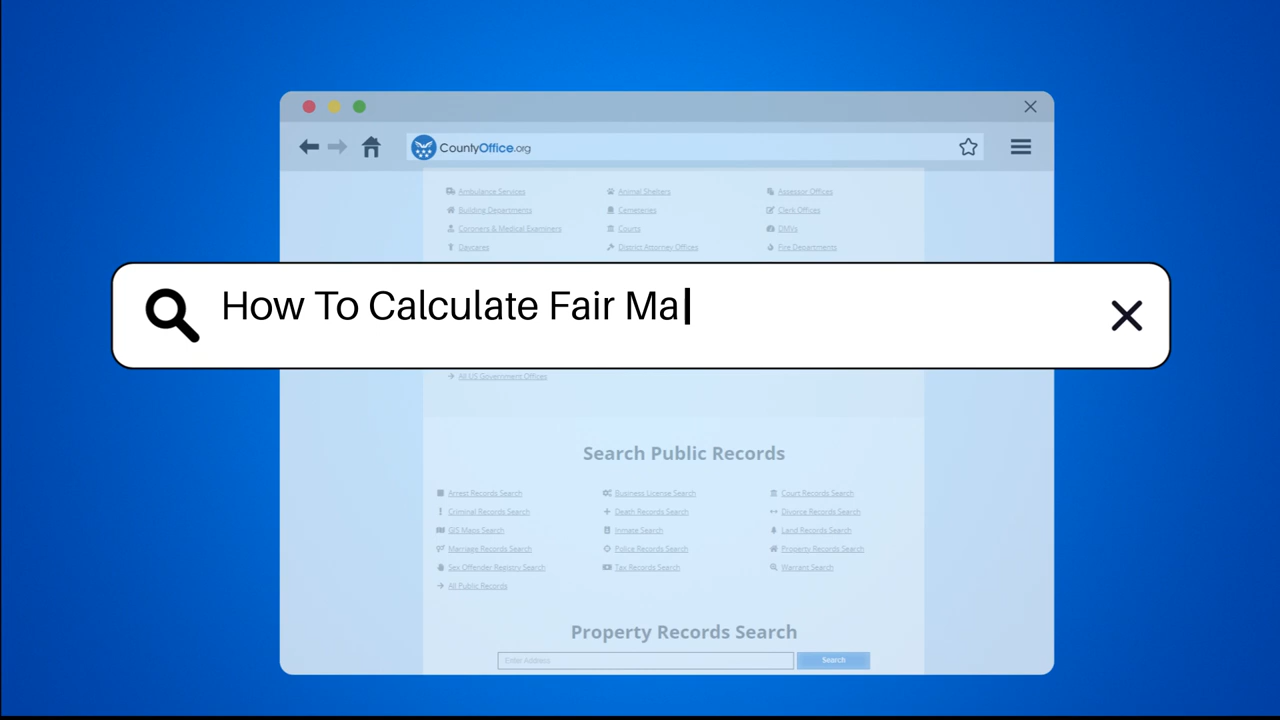 CountyOffice.org
Ambulance Services Animal Shelters Assessor Offices
Building Departments Cemeteries Clerk Offices
Coroners & Medical Examiners Courts DMVs
Daycares District Attorney Offices Fire Departments
How To Calculate Fair Ma
All US Government Offices
Search Public Records
Arrest Records Search Business License Search Court Records Search
Criminal Records Search Death Records Search Divorce Records Search
GIS Maps Search Inmate Search Land Records Search
Marriage Records Search Police Records Search Property Records Search
Sex Offender Registry Search Tax Records Search Warrant Search
All Public Records
Property Records Search
Enter Address Search